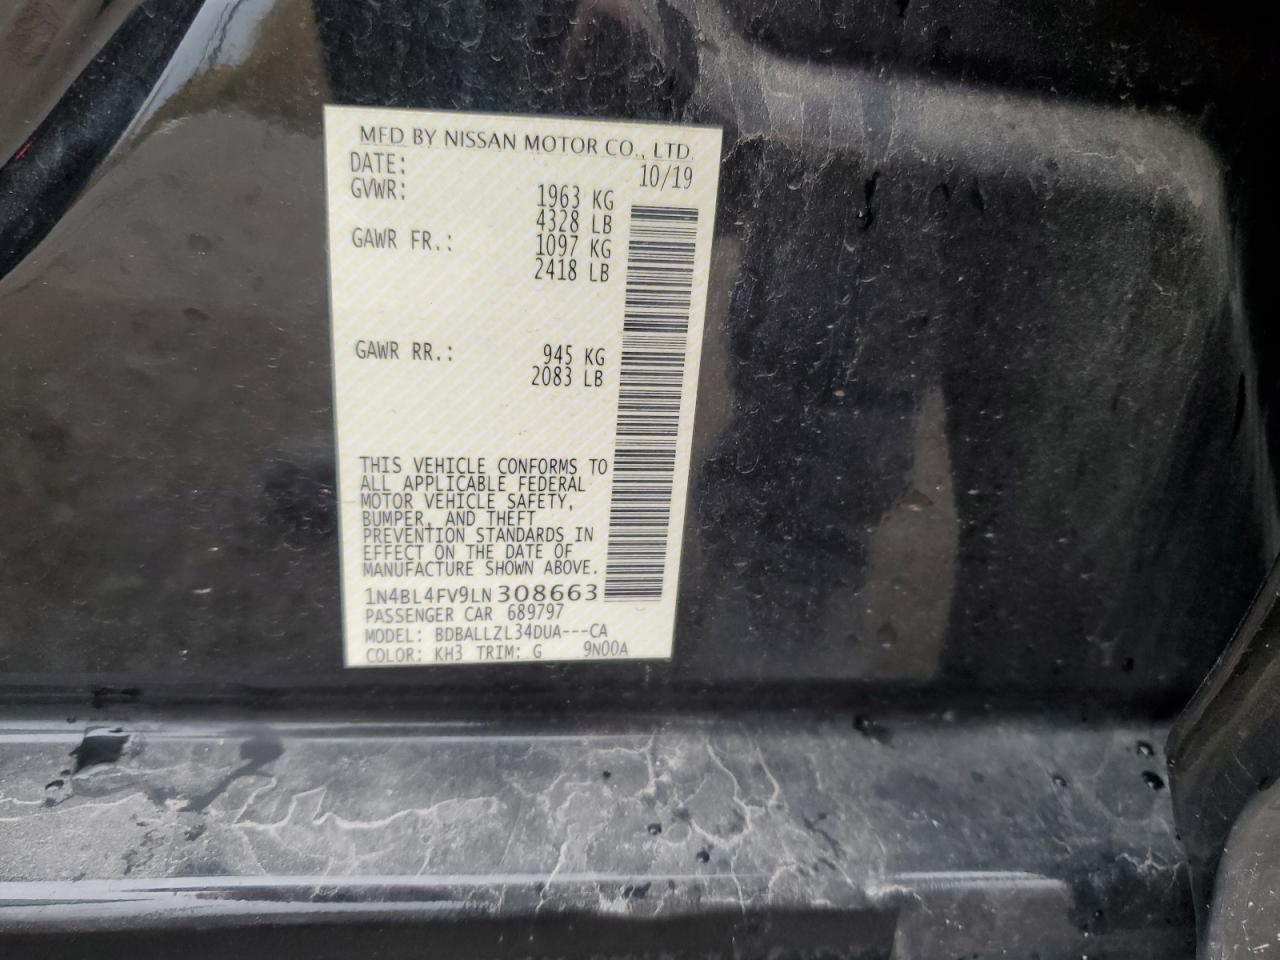 MFD BY NISSAN MOTOR CO., LTD.
DATE: 10/19
GVWR: 1963 KG
4328 LB
GAWR FR.: 1097 KG
2418 LB
GAWR RR.: 945 KG
2083 LB
THIS VEHICLE CONFORMS TO
ALL APPLICABLE FEDERAL
MOTOR VEHICLE SAFETY,
BUMPER, AND THEFT
PREVENTION STANDARDS IN
EFFECT ON THE DATE OF
MANUFACTURE SHOWN ABOVE.
1N4BL4FV9LN308663
PASSENGER CAR 689797
MODEL: BDBALLZL34DUA---CA
COLOR: KH3 TRIM: G 9N00A